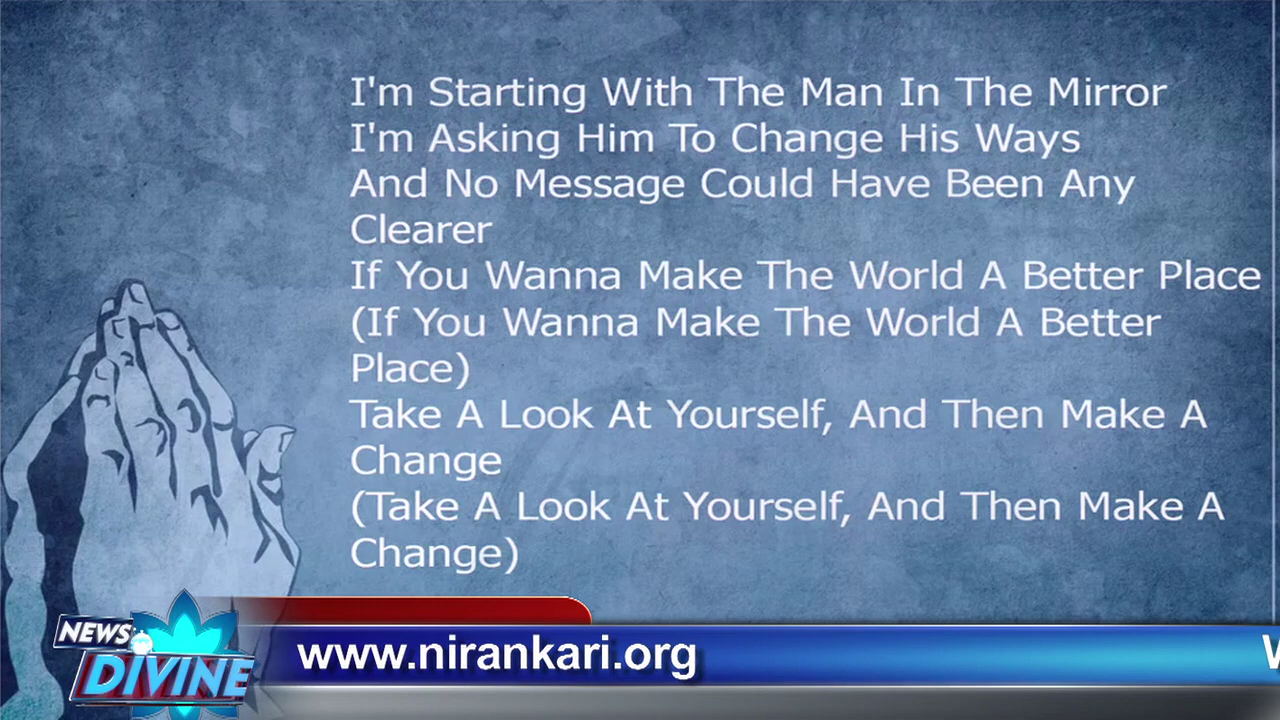 I'm Starting With The Man In The Mirror
I'm Asking Him To Change His Ways
And No Message Could Have Been Any
Clearer
If You Wanna Make The World A Better Place
(If You Wanna Make The World A Better
Place)
Take A Look At Yourself, And Then Make A
Change
(Take A Look At Yourself, And Then Make A
Change)
NEWS
DIVINE
www.nirankari.org